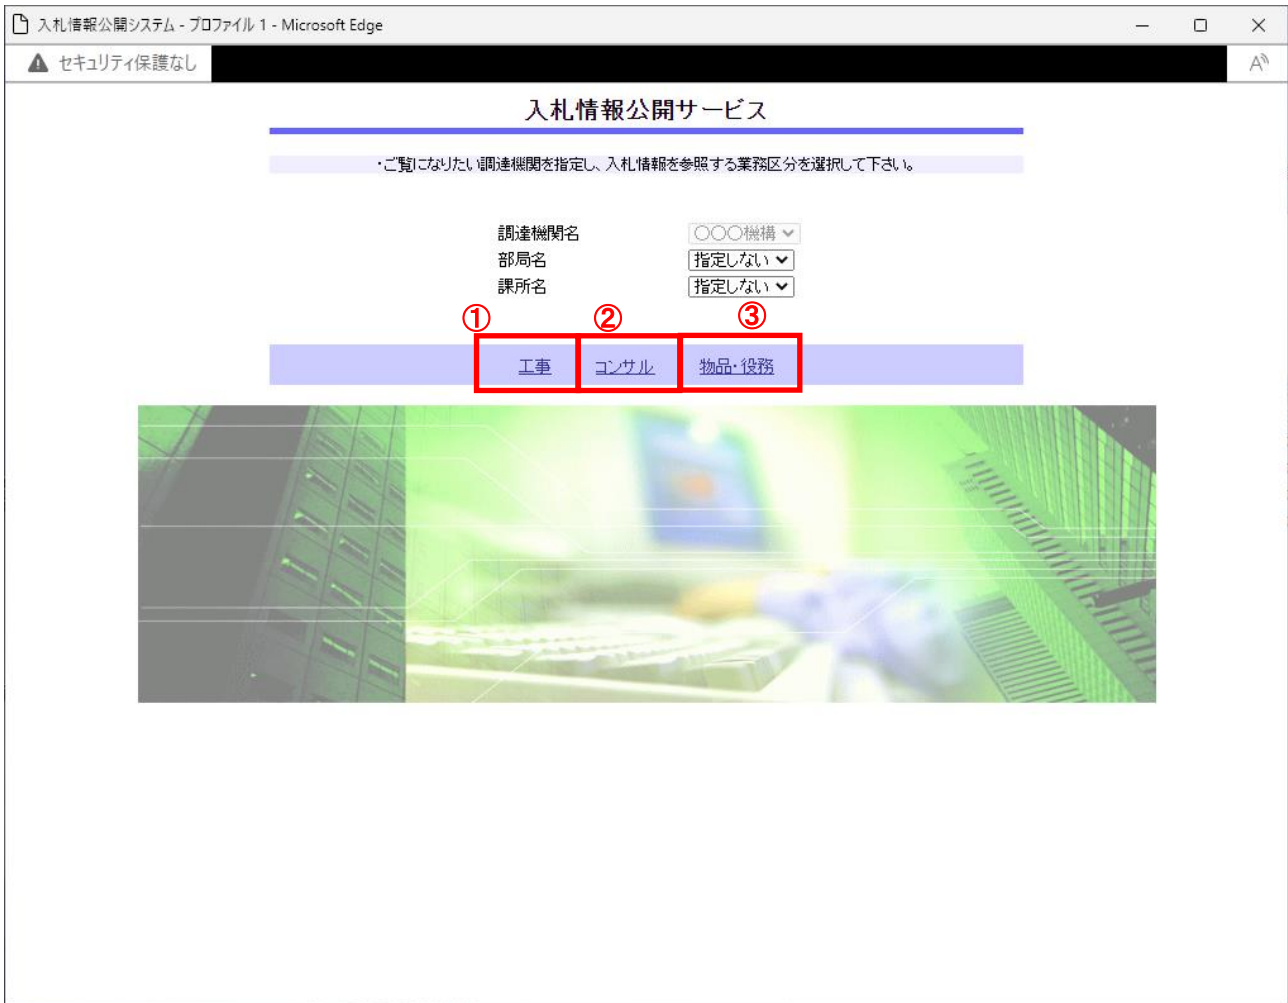 入札情報公開システム - プロファイル 1 - Microsoft Edge
セキュリティ保護なし
入札情報公開サービス
・ご覧になりたい調達機関を指定し、入札情報を参照する業務区分を選択して下さい。
調達機関名 〇〇〇機構
部局名 指定しない
課所名 指定しない
① ② ③
工事 コンサル 物品・役務